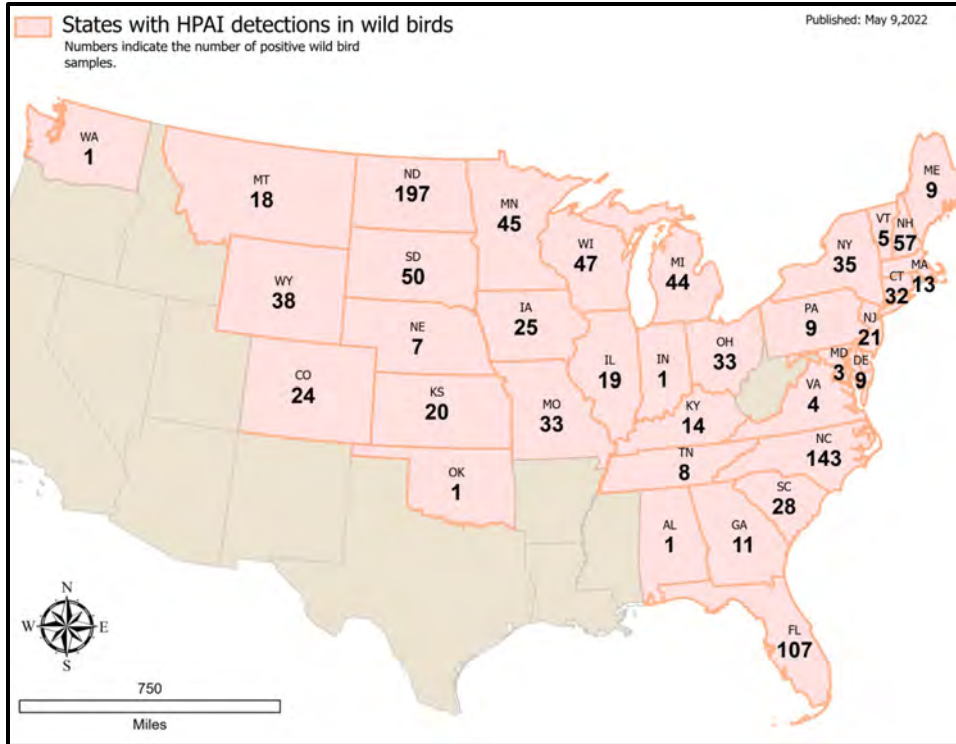 States with HPAI detections in wild birds
Numbers indicate the number of positive wild bird
samples.
Published: May 9,2022
WA
1
MT
18
ND
197
MN
45
ME
9
VT
5
NH
57
WI
47
NY
35
MI
44
MA
13
CT
32
SD
50
WY
38
IA
25
PA
9
NJ
21
NE
7
OH
33
MD
3
DE
9
IL
19
IN
1
CO
24
KS
20
MO
33
KY
14
VA
4
NC
143
TN
8
OK
1
SC
28
AL
1
GA
11
FL
107
N
W
E
S
750
Miles